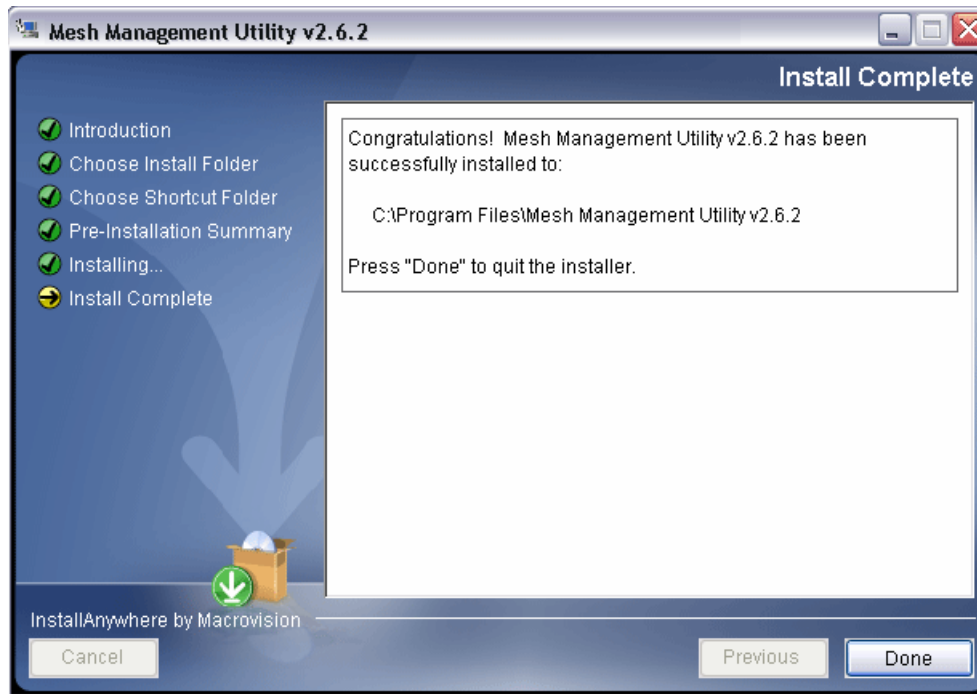 Mesh Management Utility v2.6.2
Install Complete
Introduction
Choose Install Folder
Choose Shortcut Folder
Pre-Installation Summary
Installing...
Install Complete
Congratulations!  Mesh Management Utility v2.6.2 has been
successfully installed to:
C:\Program Files\Mesh Management Utility v2.6.2
Press "Done" to quit the installer.
InstallAnywhere by Macrovision
Cancel
Previous
Done